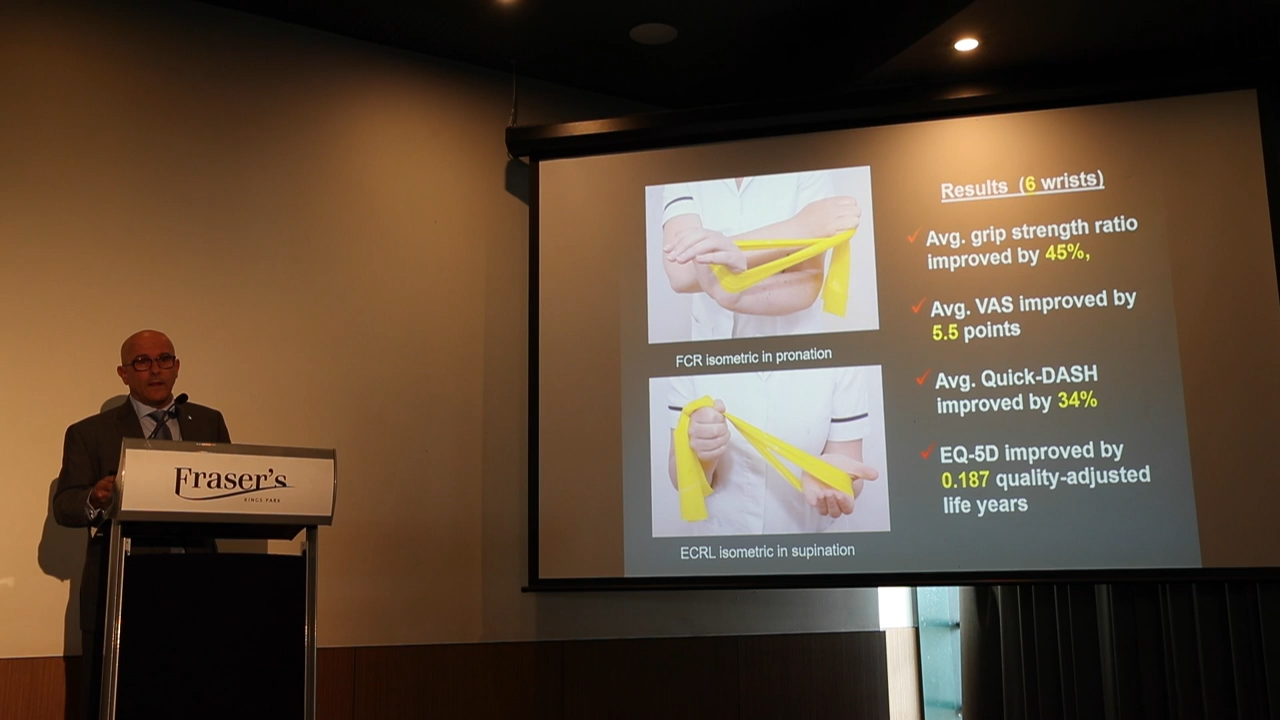 Fraser's
KINGS PARK
FCR isometric in pronation
ECRL isometric in supination
Results (6 wrists)
Avg. grip strength ratio
improved by 45%,
Avg. VAS improved by
5.5 points
Avg. Quick-DASH
improved by 34%
EQ-5D improved by
0.187 quality-adjusted
life years